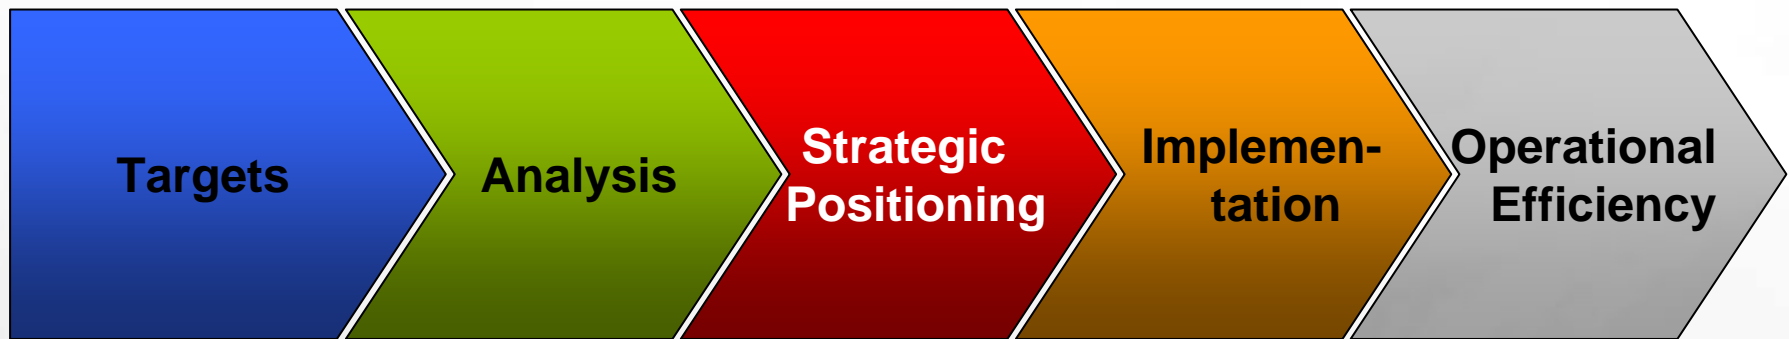 Targets
Analysis
Strategic
Positioning
Implemen-
tation
Operational
Efficiency